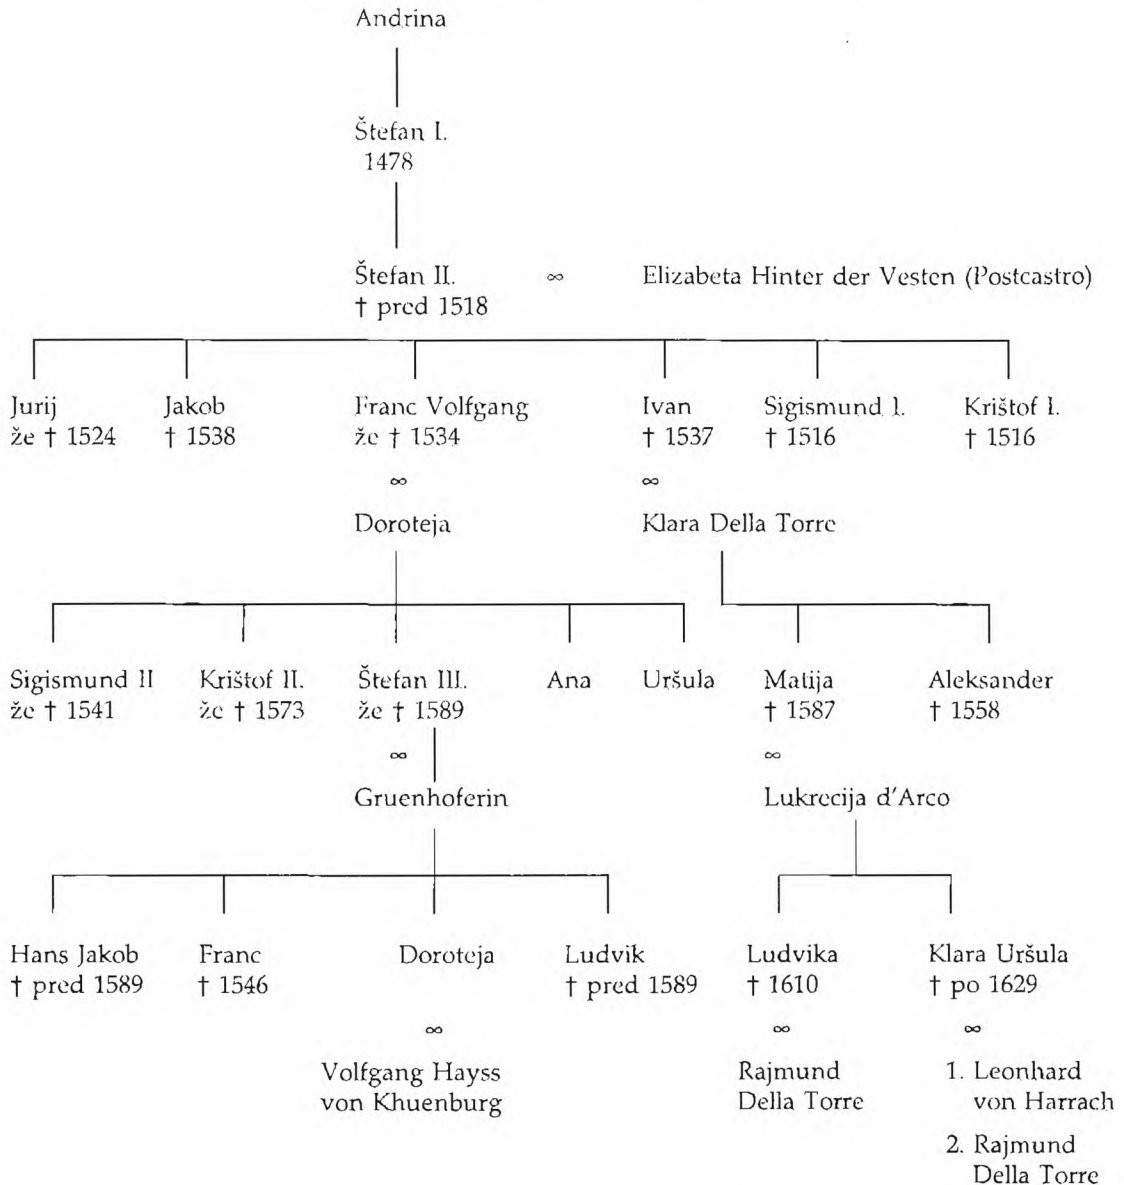 Andrina
Štefan I.
1478
Štefan II. ∞ Elizabeta Hinter der Vesten (Postcastro)
† pred 1518
Jurij Jakob Franc Volfgang Ivan Sigismund I. Krištof I.
že † 1524 † 1538 že † 1534 † 1537 † 1516 † 1516
∞ ∞
Doroteja Klara Della Torre
Sigismund II Krištof II. Štefan III. Ana Uršula Matija Aleksander
že † 1541 že † 1573 že † 1589 † 1587 † 1558
∞ ∞
Gruenhoferin Lukrecija d'Arco
Hans Jakob Franc Doroteja Ludvik Ludvika Klara Uršula
† pred 1589 † 1546 † pred 1589 † 1610 † po 1629
∞ ∞ ∞
Volfgang Hayss Rajmund 1. Leonhard
von Khuenburg Della Torre von Harrach
2. Rajmund
Della Torre